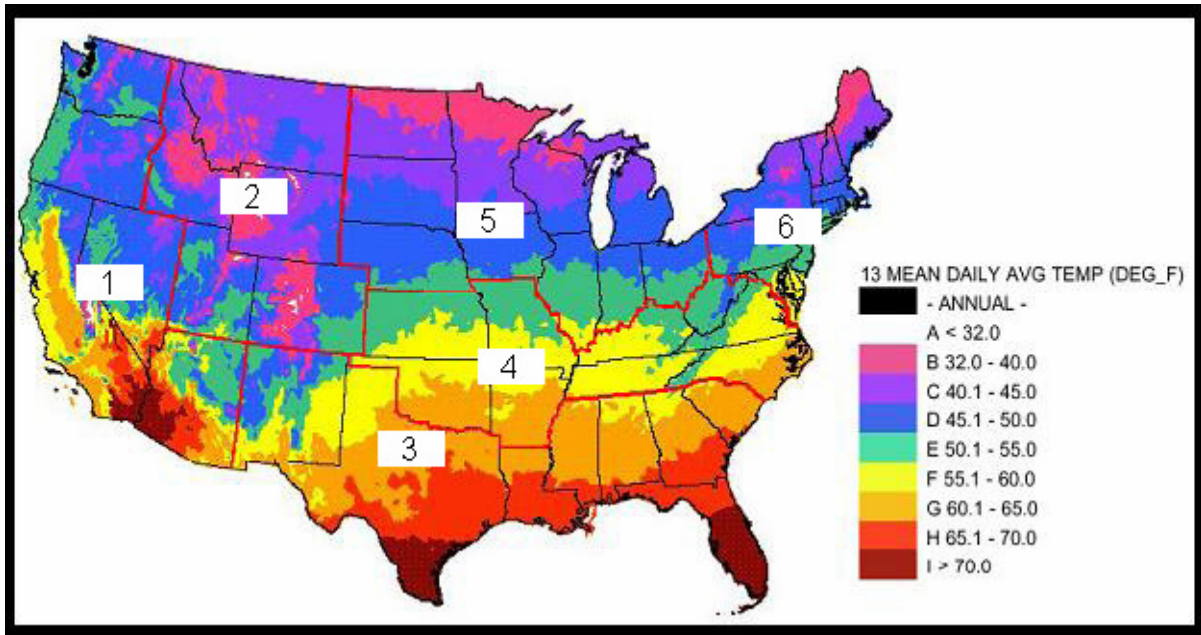 2
5
6
1
13 MEAN DAILY AVG TEMP (DEG_F)
- ANNUAL -
A < 32.0
B 32.0 - 40.0
4
C 40.1 - 45.0
D 45.1 - 50.0
3
E 50.1 - 55.0
F 55.1 - 60.0
G 60.1 - 65.0
H 65.1 - 70.0
I > 70.0